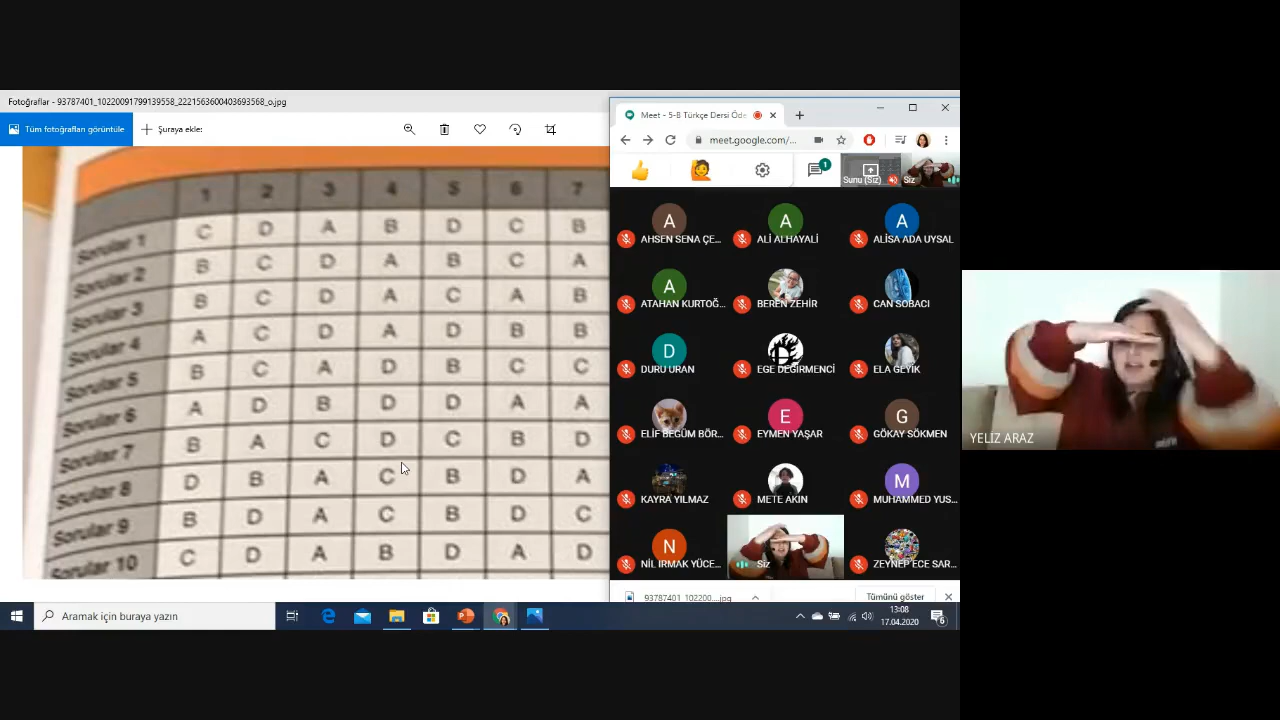 Fotoğraflar - 93787401_10220091799139558_2221563600403693568_o.jpg
Tüm fotoğrafları görüntüle
Şuraya ekle:
1 2 3 4 5 6 7
Sorular 1 C D A B D C B
Sorular 2 B C D A B C A
Sorular 3 B C D A C A B
Sorular 4 A C D A D B B
Sorular 5 B C A D B C C
Sorular 6 A D B D D A A
Sorular 7 B A C D C B D
Sorular 8 D B A C B D A
Sorular 9 B D A C B D C
Sorular 10 C D A B D A D
Meet - 5-8 Türkçe Dersi Öde
meet.google.com/...
1
Sunu (Siz)
Siz
A A A
AHSEN SENA ÇE... ALİ ALHAYALİ ALİSA ADA UYSAL
A
ATAHAN KURTOĞ... BEREN ZEHİR CAN SOBACI
D
DURU URAN EGE DEĞİRMENCİ ELA GEYİK
E G
ELİF BEGÜM BÖR... EYMEN YAŞAR GÖKAY SÖKMEN
M
KAYRA YILMAZ METE AKIN MUHAMMED YUS...
N
NİL IRMAK YÜCE... Siz ZEYNEP ECE SAR...
93787401_102200....jpg
Tümünü göster
YELİZ ARAZ
Aramak için buraya yazın
13:08
17.04.2020
6